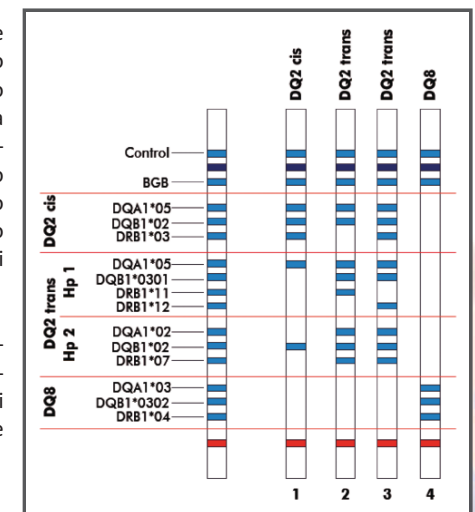 e
o
o
a
-
o
o
o
i
-
-
i
e
DQ2 cis
DQ2 trans
DQ2 trans
DQ8
Control
BGB
DQ2 cis
DQA1*05
DQB1*02
DRB1*03
DQ2 trans
Hp 1
DQA1*05
DQB1*0301
DRB1*11
DRB1*12
Hp 2
DQA1*02
DQB1*02
DRB1*07
DQ8
DQA1*03
DQB1*0302
DRB1*04
1 2 3 4